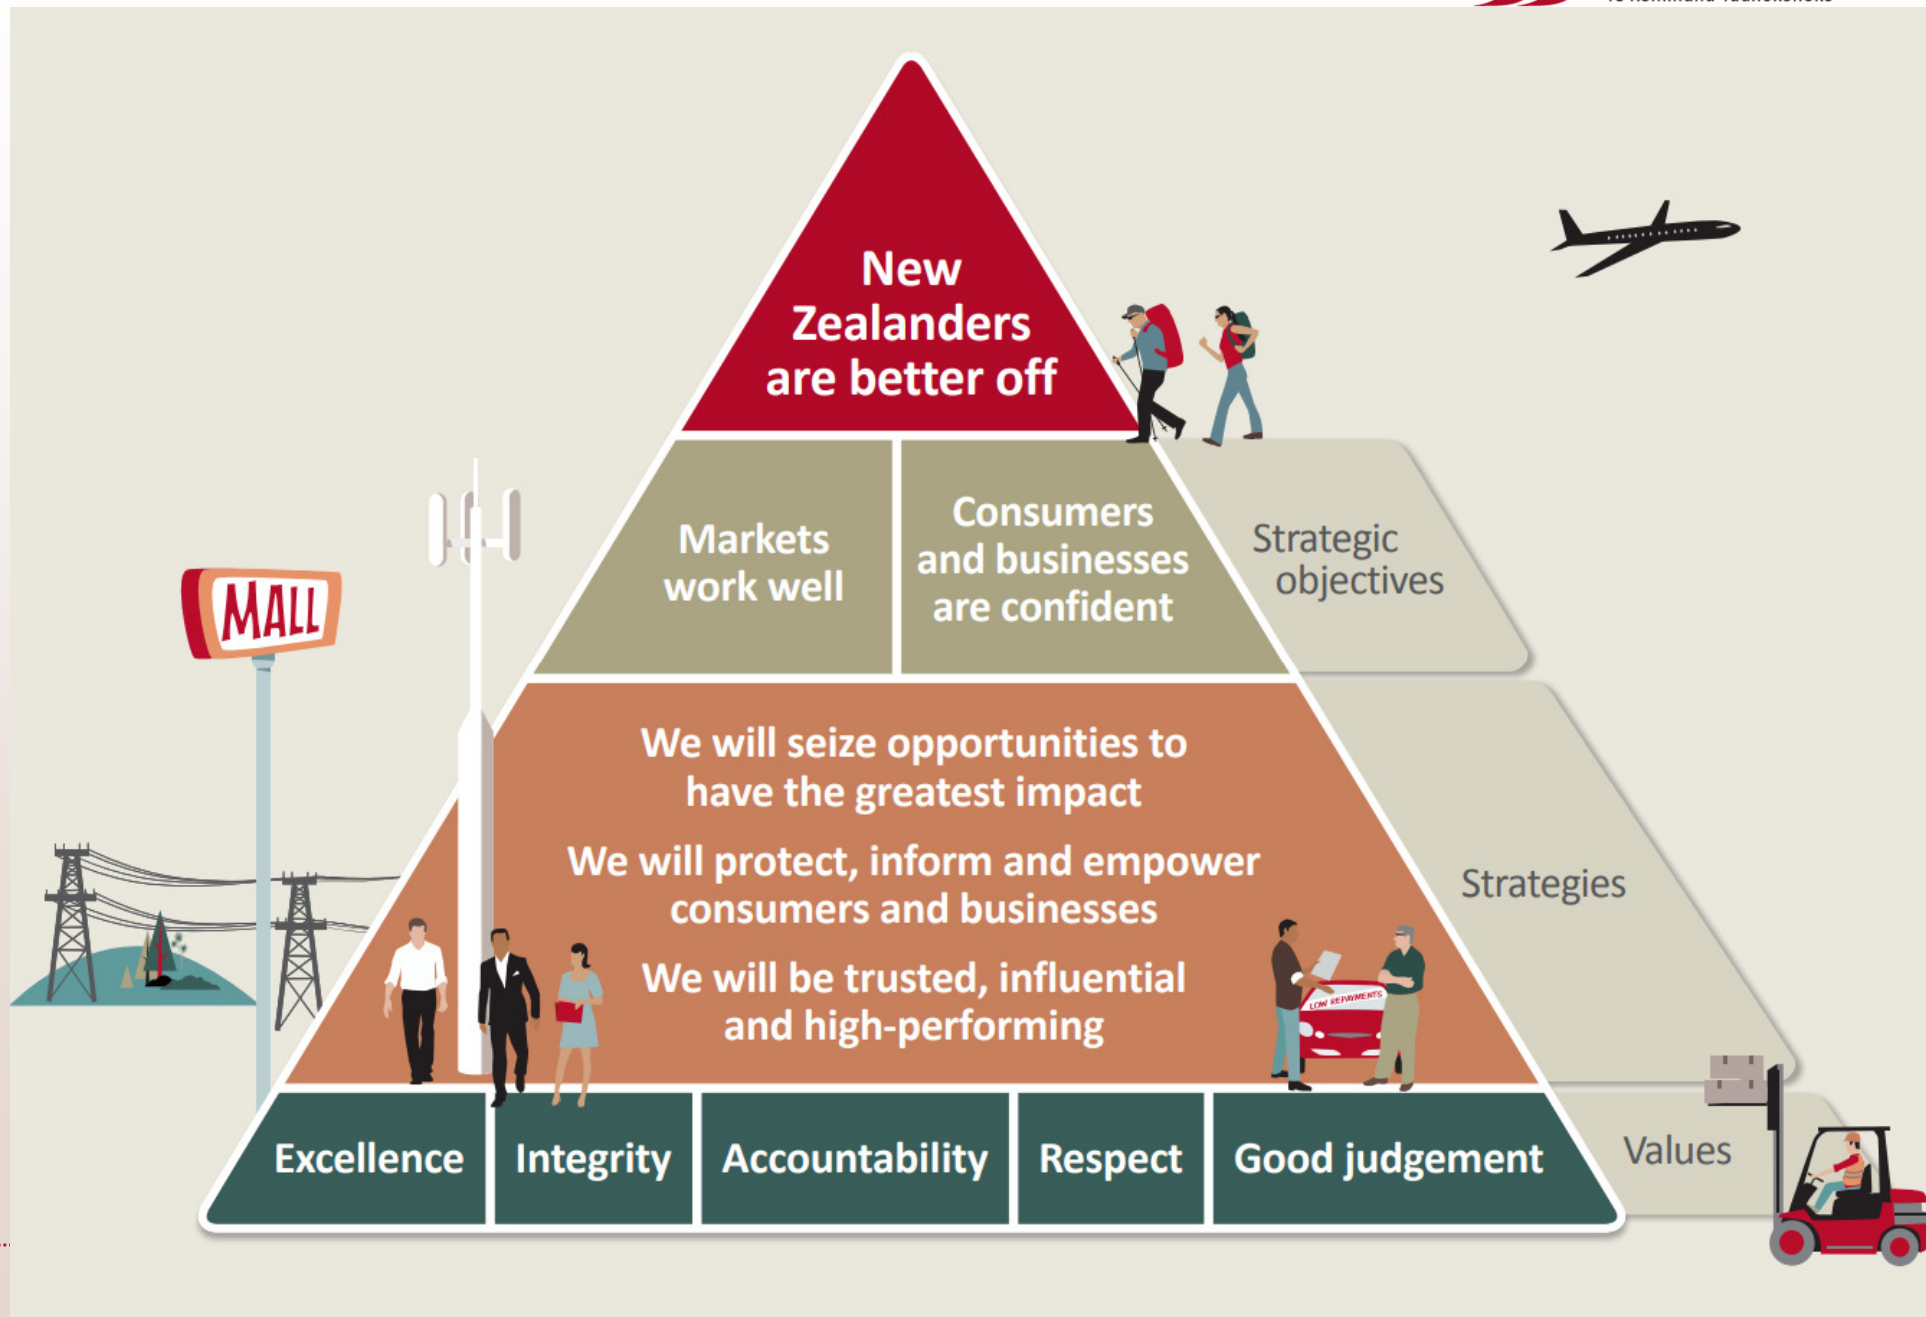 New
Zealanders
are better off
Markets
work well
Consumers
and businesses
are confident
Strategic
objectives
MALL
We will seize opportunities to
have the greatest impact
We will protect, inform and empower
consumers and businesses
We will be trusted, influential
and high-performing
Strategies
LOW REPAYMENTS
Excellence
Integrity
Accountability
Respect
Good judgement
Values